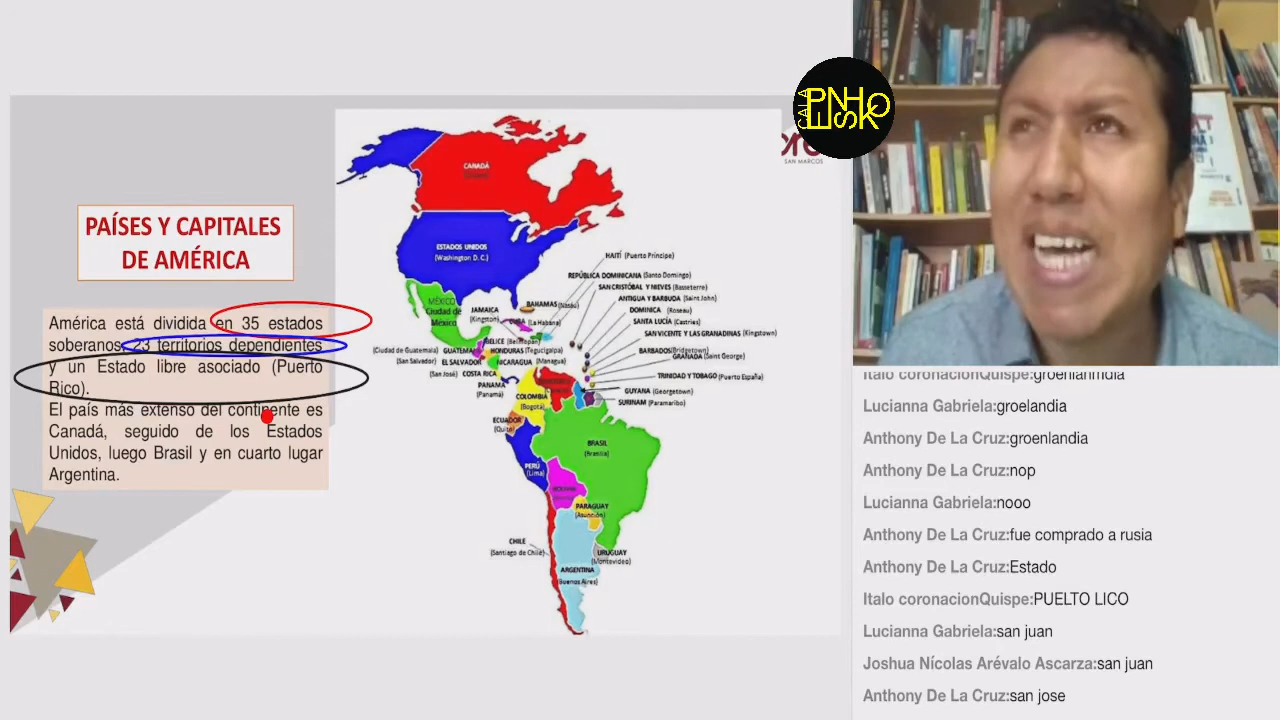 PAÍSES Y CAPITALES
DE AMÉRICA
América está dividida en 35 estados
soberanos, 23 territorios dependientes
y un Estado libre asociado (Puerto
Rico).
El país más extenso del continente es
Canadá, seguido de los Estados
Unidos, luego Brasil y en cuarto lugar
Argentina.
CANADÁ
ESTADOS UNIDOS
(Washington D. C.)
MÉXICO
Ciudad de
México
HAITÍ (Puerto Príncipe)
REPÚBLICA DOMINICANA (Santo Domingo)
SAN CRISTÓBAL Y NIEVES (Basseterre)
ANTIGUA Y BARBUDA (Saint John)
DOMINICA (Roseau)
SANTA LUCÍA (Castries)
SAN VICENTE Y LAS GRANADINAS (Kingstown)
BARBADOS (Bridgetown)
GRANADA (Saint George)
TRINIDAD Y TOBAGO (Puerto España)
GUYANA (Georgetown)
SURINAM (Paramaribo)
BAHAMAS (Nasáu)
JAMAICA
(Kingston)
CUBA (La Habana)
BELICE (Belmopán)
(Ciudad de Guatemala) GUATEMALA
HONDURAS (Tegucigalpa)
(San Salvador) EL SALVADOR
NICARAGUA (Managua)
(San José) COSTA RICA
PANAMÁ
(Panamá)
COLOMBIA
(Bogotá)
ECUADOR
(Quito)
PERÚ
(Lima)
BRASIL
(Brasilia)
BOLIVIA
PARAGUAY
(Asunción)
CHILE
(Santiago de Chile)
URUGUAY
(Montevideo)
ARGENTINA
(Buenos Aires)
SAN MARCOS
Lucianna Gabriela:groelandia
Anthony De La Cruz:groenlandia
Anthony De La Cruz:nop
Lucianna Gabriela:nooo
Anthony De La Cruz:fue comprado a rusia
Anthony De La Cruz:Estado
Italo coronacionQuispe:PUELTO LICO
Lucianna Gabriela:san juan
Joshua Nícolas Arévalo Ascarza:san juan
Anthony De La Cruz:san jose